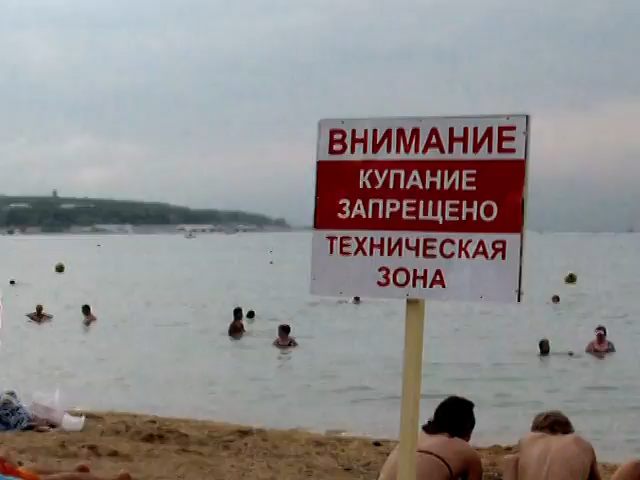 ВНИМАНИЕ
КУПАНИЕ
ЗАПРЕЩЕНО
ТЕХНИЧЕСКАЯ
ЗОНА